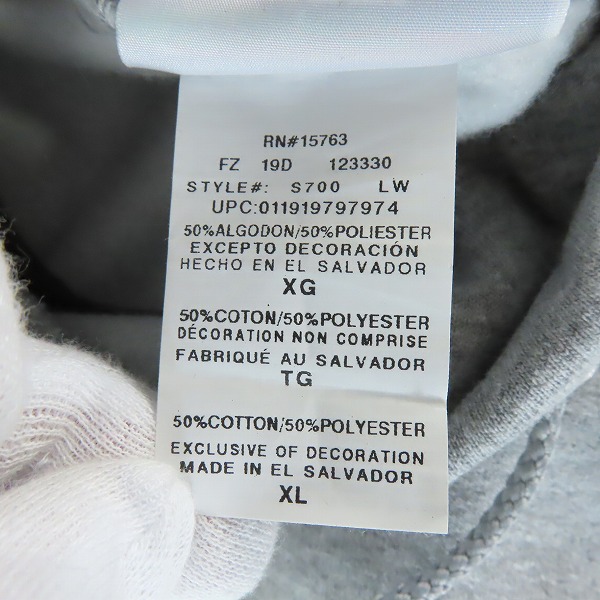 RN#15763
FZ 19D 123330
STYLE#: S700 LW
UPC:011919797974
50%ALGODON/50%POLIESTER
EXCEPTO DECORACIÓN
HECHO EN EL SALVADOR
XG
50%COTON/50%POLYESTER
DÉCORATION NON COMPRISE
FABRIQUÉ AU SALVADOR
TG
50%COTTON/50%POLYESTER
EXCLUSIVE OF DECORATION
MADE IN EL SALVADOR
XL